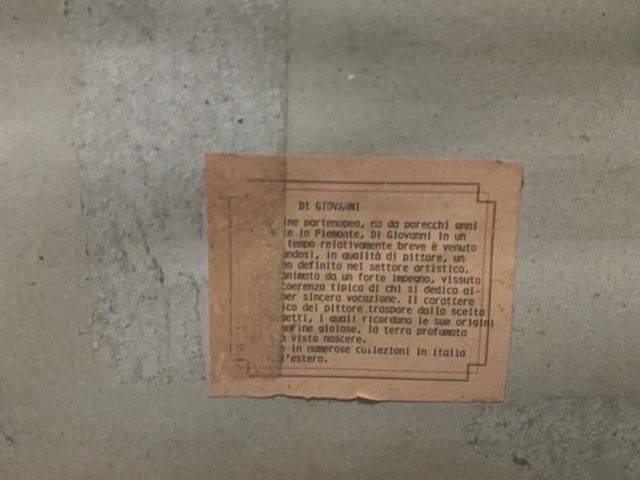 DI GIOVANNI
ine partenopea, ma da parecchi anni
te in Piemonte, Di Giovanni in un
tempo relativamente breve è venuto
andosi, in qualità di pittore, un
en definito nel settore artistico.
animato da un forte impegno, vissuto
coerenza tipica di chi si dedica al-
per sincera vocazione. Il carattere
ico del pittore traspare dalla scelta
getti, i quali ricordano le sue origini
marine gioiose, la terra profumata
a visto nascere.
e in numerose collezioni in Italia
l'estero.